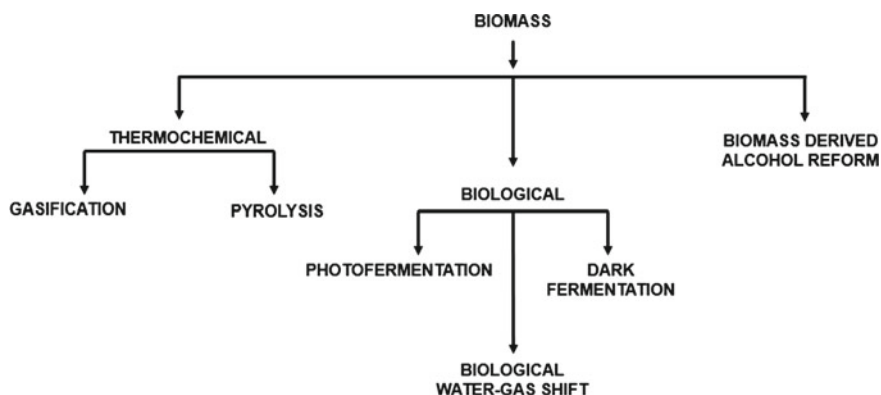 BIOMASS
THERMOCHEMICAL
BIOMASS DERIVED
ALCOHOL REFORM
GASIFICATION
PYROLYSIS
BIOLOGICAL
PHOTOFERMENTATION
DARK
FERMENTATION
BIOLOGICAL
WATER-GAS SHIFT